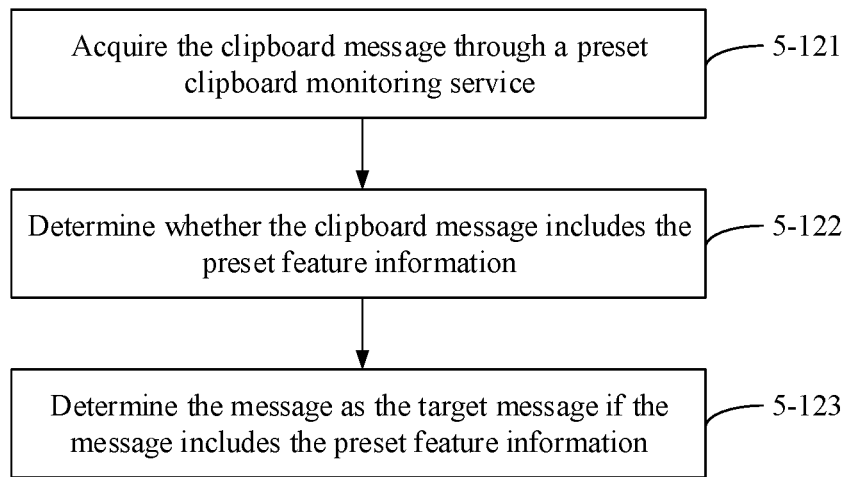 Acquire the clipboard message through a preset
clipboard monitoring service
5-121
Determine whether the clipboard message includes the
preset feature information
5-122
Determine the message as the target message if the
message includes the preset feature information
5-123